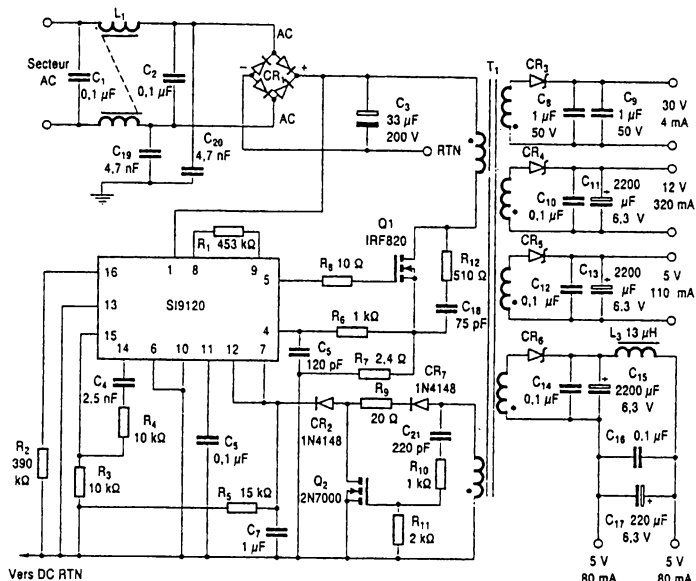 L1
AC
Secteur
AC
C1
0,1 µF
C2
0,1 µF
CR1
–
+
AC
C3
33 µF
200 V
RTN
C19
4,7 nF
C20
4,7 nF
T1
CR3
C8
1 µF
50 V
C9
1 µF
50 V
30 V
4 mA
CR4
C10
0,1 µF
C11
+
2200
µF
6,3 V
12 V
320 mA
CR5
C12
0,1 µF
C13
+
2200
µF
6,3 V
5 V
110 mA
CR6
L3 13 µH
C14
0,1 µF
+
C15
2200 µF
6,3 V
C16 0,1 µF
+
C17 220 µF
6,3 V
5 V
80 mA
5 V
80 mA
R1 453 kΩ
16
1
8
9
5
13
SI9120
15
4
14
6
10
11
12
7
R8 10 Ω
Q1
IRF820
R12
510 Ω
C18
75 pF
R6 1 kΩ
C5
120 pF
R7 2,4 Ω
CR2
1N4148
R9
20 Ω
CR7
1N4148
C21
220 pF
R10
1 kΩ
Q2
2N7000
R11
2 kΩ
C4
2,5 nF
R4
10 kΩ
R2
390
kΩ
R3
10 kΩ
C5
0,1 µF
R5 15 kΩ
C7
1 µF
Vers DC RTN